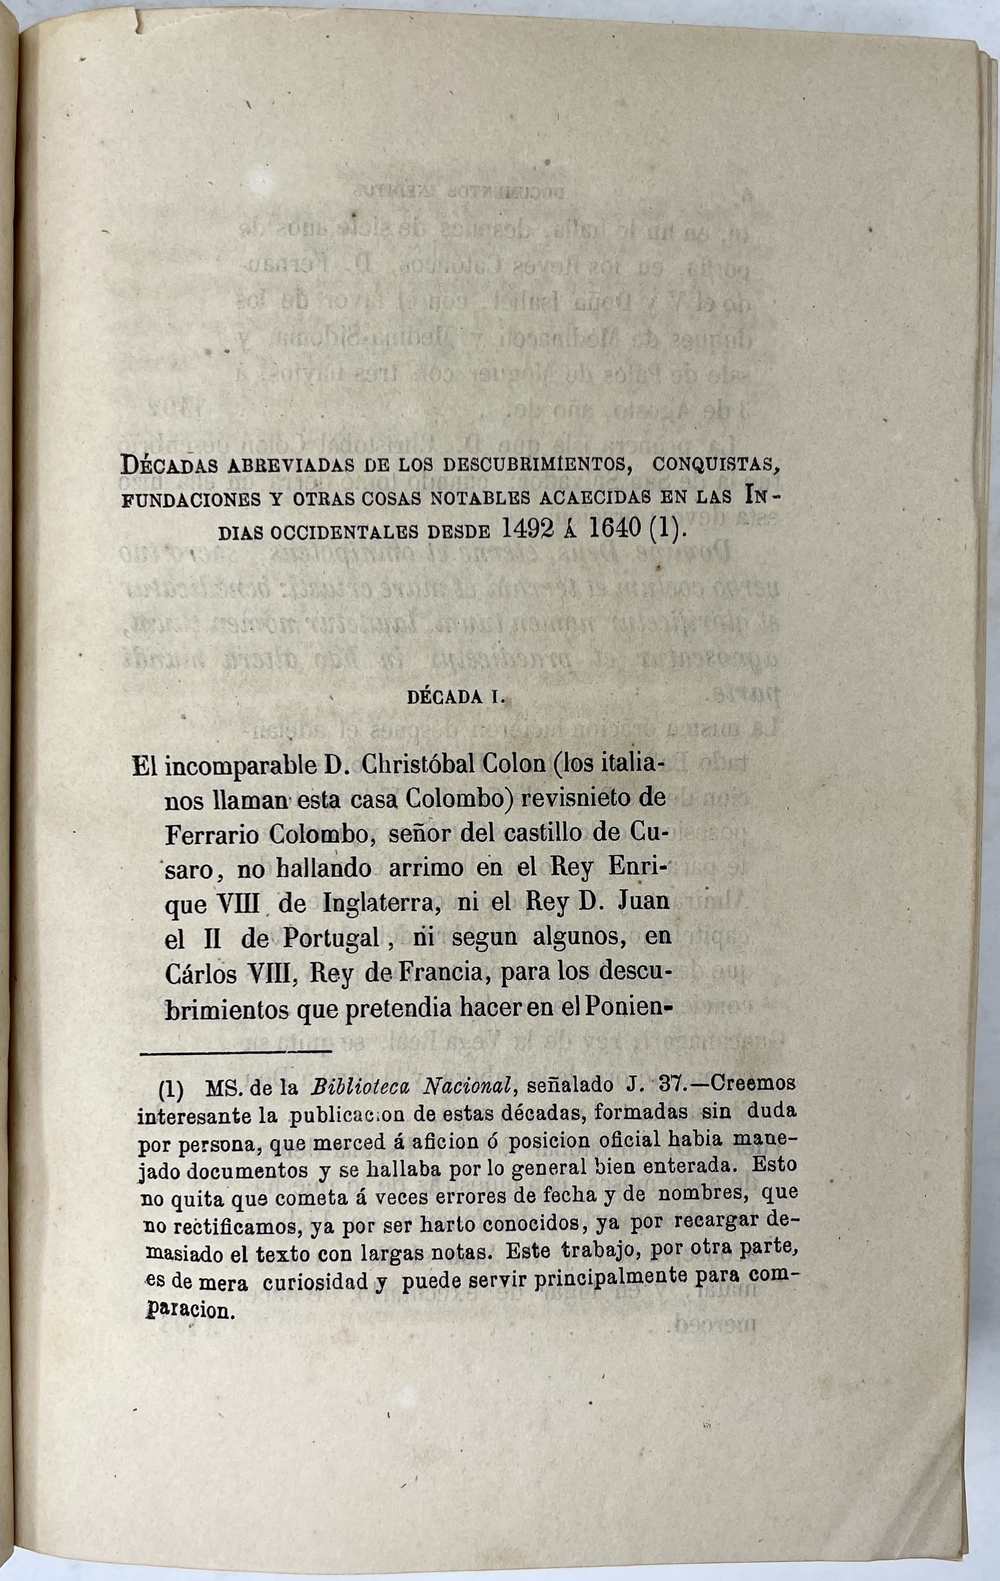 DÉCADAS ABREVIADAS DE LOS DESCUBRIMIENTOS, CONQUISTAS,
FUNDACIONES Y OTRAS COSAS NOTABLES ACAECIDAS EN LAS IN-
DIAS OCCIDENTALES DESDE 1492 Á 1640 (1).
DÉCADA I.
El incomparable D. Christóbal Colon (los italia-
nos llaman esta casa Colombo) revisnieto de
Ferrario Colombo, señor del castillo de Cu-
saro, no hallando arrimo en el Rey Enri-
que VIII de Inglaterra, ni el Rey D. Juan
el II de Portugal, ni segun algunos, en
Cárlos VIII, Rey de Francia, para los descu-
brimientos que pretendia hacer en el Ponien-
(1) MS. de la Biblioteca Nacional, señalado J. 37.—Creemos
interesante la publicacion de estas décadas, formadas sin duda
por persona, que merced á aficion ó posicion oficial habia mane-
jado documentos y se hallaba por lo general bien enterada. Esto
no quita que cometa á veces errores de fecha y de nombres, que
no rectificamos, ya por ser harto conocidos, ya por recargar de-
masiado el texto con largas notas. Este trabajo, por otra parte,
es de mera curiosidad y puede servir principalmente para com-
paracion.